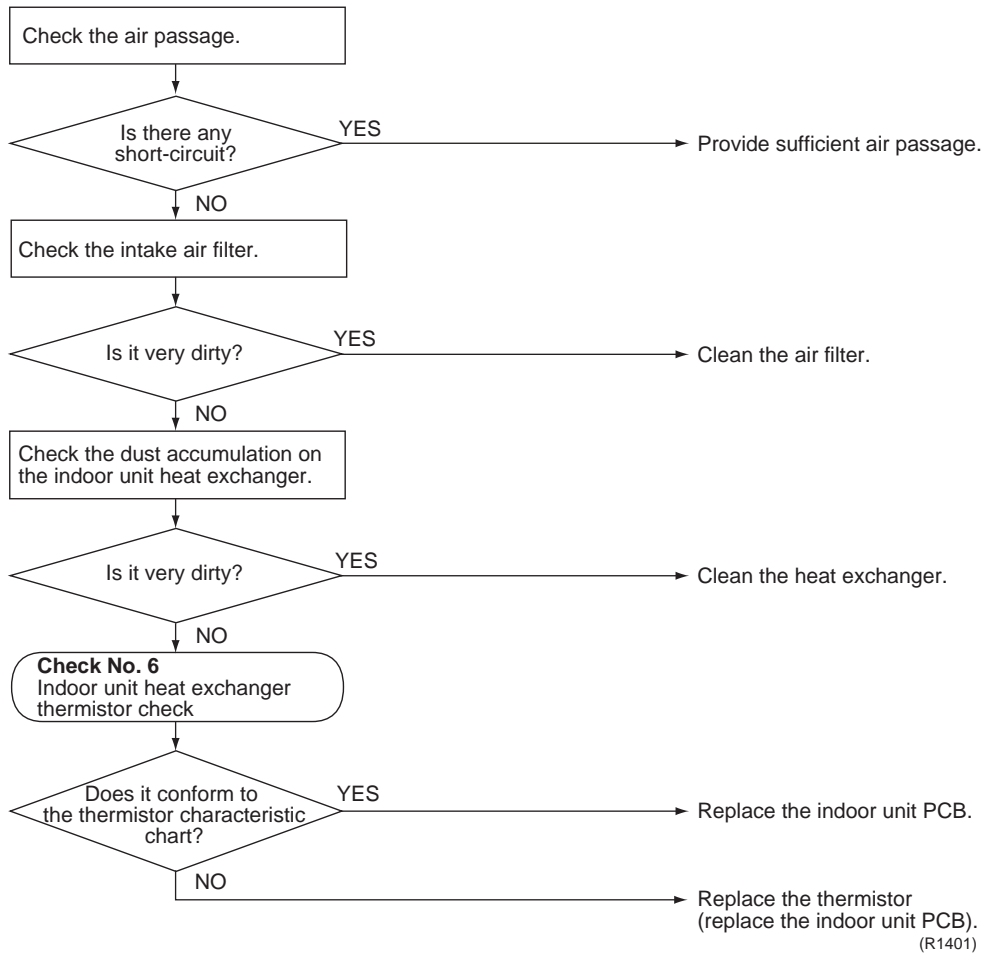 Check the air passage.
Is there any
short-circuit?
YES
Provide sufficient air passage.
NO
Check the intake air filter.
Is it very dirty?
YES
Clean the air filter.
NO
Check the dust accumulation on
the indoor unit heat exchanger.
Is it very dirty?
YES
Clean the heat exchanger.
NO
Check No. 6
Indoor unit heat exchanger
thermistor check
Does it conform to
the thermistor characteristic
chart?
YES
Replace the indoor unit PCB.
NO
Replace the thermistor
(replace the indoor unit PCB).
(R1401)